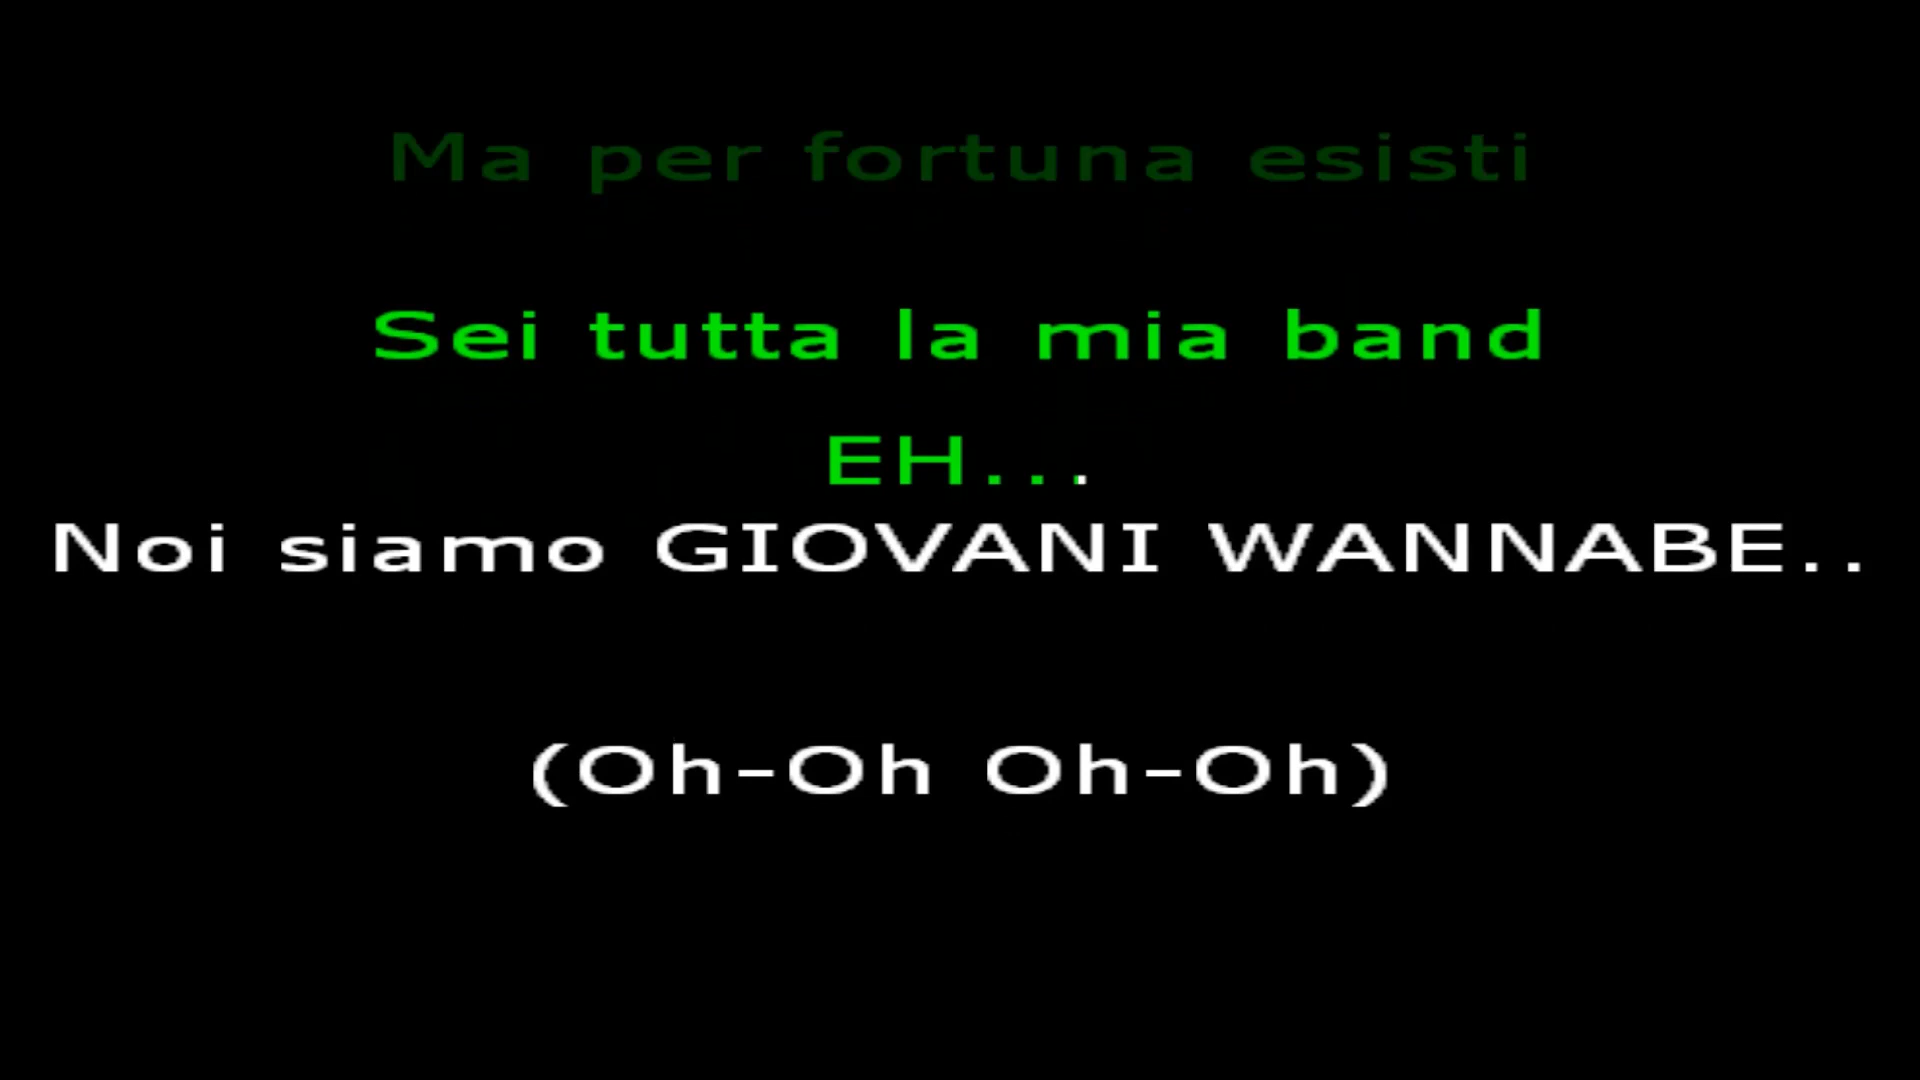 Ma per fortuna esisti
Sei tutta la mia band
EH...
Noi siamo GIOVANI WANNABE..
(Oh-Oh Oh-Oh)